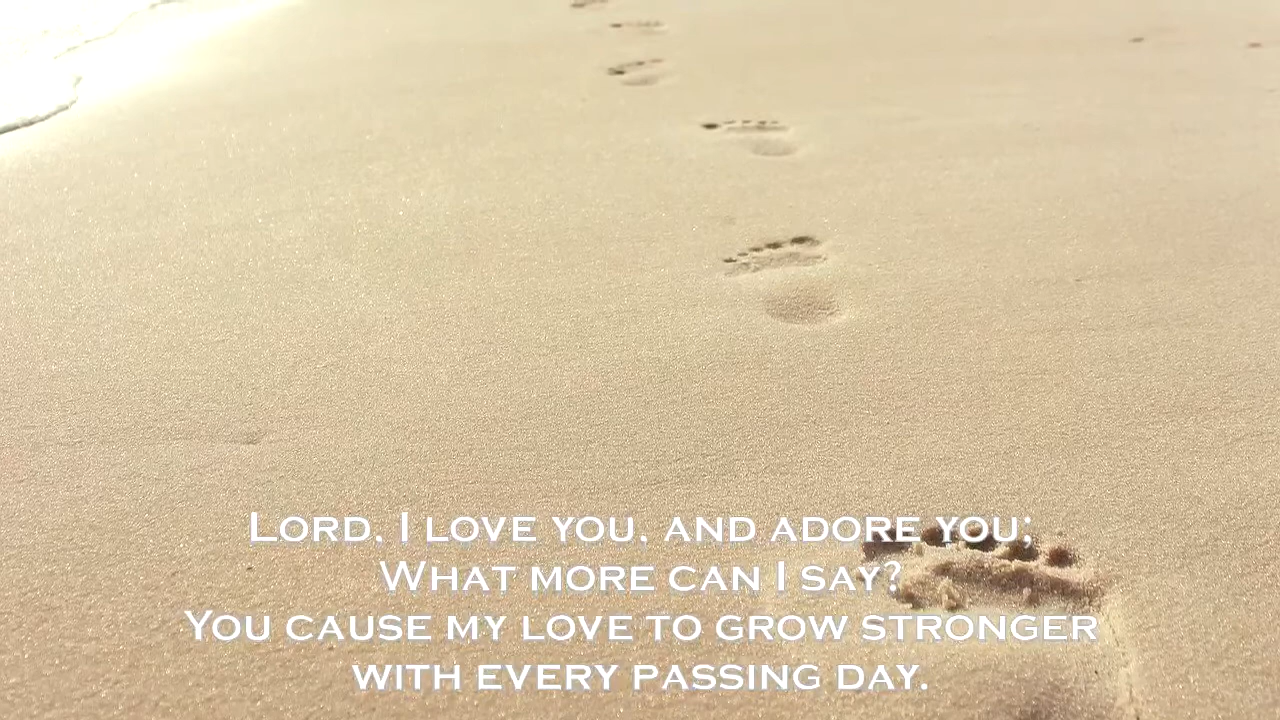 Lord, I love you, and adore you;
What more can I say?
You cause my love to grow stronger
with every passing day.